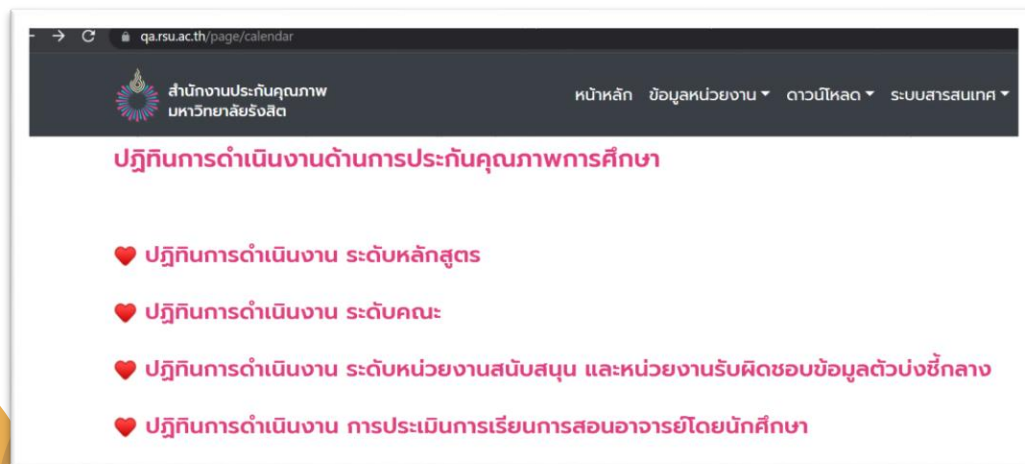 qa.rsu.ac.th/page/calendar
สำนักงานประกันคุณภาพ
มหาวิทยาลัยรังสิต
หน้าหลัก ข้อมูลหน่วยงาน ดาวน์โหลด ระบบสารสนเทศ
ปฏิทินการดำเนินงานด้านการประกันคุณภาพการศึกษา
ปฏิทินการดำเนินงาน ระดับหลักสูตร
ปฏิทินการดำเนินงาน ระดับคณะ
ปฏิทินการดำเนินงาน ระดับหน่วยงานสนับสนุน และหน่วยงานรับผิดชอบข้อมูลตัวบ่งชี้กลาง
ปฏิทินการดำเนินงาน การประเมินการเรียนการสอนอาจารย์โดยนักศึกษา